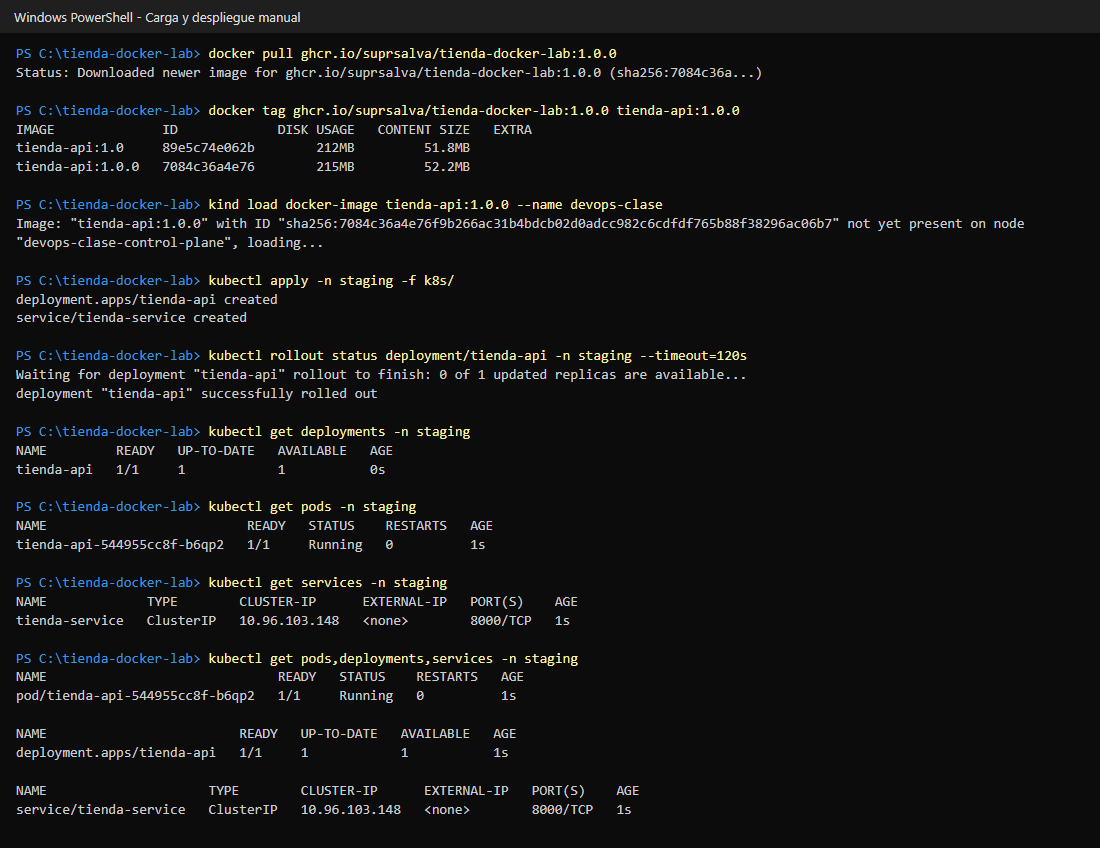 Windows PowerShell - Carga y despliegue manual
PS C:\tienda-docker-lab> docker pull ghcr.io/suprsalva/tienda-docker-lab:1.0.0
Status: Downloaded newer image for ghcr.io/suprsalva/tienda-docker-lab:1.0.0 (sha256:7084c36a...)
PS C:\tienda-docker-lab> docker tag ghcr.io/suprsalva/tienda-docker-lab:1.0.0 tienda-api:1.0.0
IMAGE ID DISK USAGE CONTENT SIZE EXTRA
tienda-api:1.0 89e5c74e062b 212MB 51.8MB
tienda-api:1.0.0 7084c36a4e76 215MB 52.2MB
PS C:\tienda-docker-lab> kind load docker-image tienda-api:1.0.0 --name devops-clase
Image: "tienda-api:1.0.0" with ID "sha256:7084c36a4e76f9b266ac31b4bdcb02d0adcc982c6cdfdf765b88f38296ac06b7" not yet present on node
"devops-clase-control-plane", loading...
PS C:\tienda-docker-lab> kubectl apply -n staging -f k8s/
deployment.apps/tienda-api created
service/tienda-service created
PS C:\tienda-docker-lab> kubectl rollout status deployment/tienda-api -n staging --timeout=120s
Waiting for deployment "tienda-api" rollout to finish: 0 of 1 updated replicas are available...
deployment "tienda-api" successfully rolled out
PS C:\tienda-docker-lab> kubectl get deployments -n staging
NAME READY UP-TO-DATE AVAILABLE AGE
tienda-api 1/1 1 1 0s
PS C:\tienda-docker-lab> kubectl get pods -n staging
NAME READY STATUS RESTARTS AGE
tienda-api-544955cc8f-b6qp2 1/1 Running 0 1s
PS C:\tienda-docker-lab> kubectl get services -n staging
NAME TYPE CLUSTER-IP EXTERNAL-IP PORT(S) AGE
tienda-service ClusterIP 10.96.103.148 <none> 8000/TCP 1s
PS C:\tienda-docker-lab> kubectl get pods,deployments,services -n staging
NAME READY STATUS RESTARTS AGE
pod/tienda-api-544955cc8f-b6qp2 1/1 Running 0 1s
NAME READY UP-TO-DATE AVAILABLE AGE
deployment.apps/tienda-api 1/1 1 1 1s
NAME TYPE CLUSTER-IP EXTERNAL-IP PORT(S) AGE
service/tienda-service ClusterIP 10.96.103.148 <none> 8000/TCP 1s